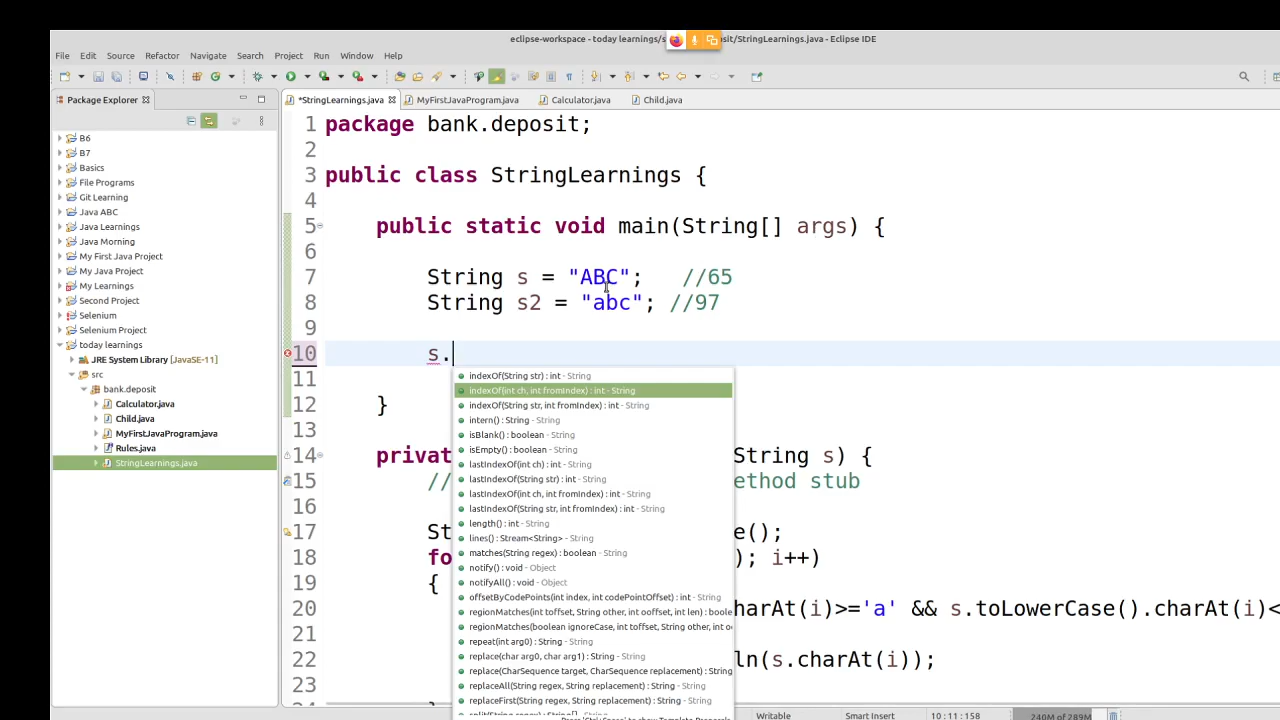 eclipse-workspace - today learnings/s
osit/StringLearnings.java - Eclipse IDE
File Edit Source Refactor Navigate Search Project Run Window Help
Package Explorer
*StringLearnings.java MyFirstJavaProgram.java Calculator.java Child.java
B6
B7
Basics
File Programs
Git Learning
Java ABC
Java Learnings
Java Morning
My First Java Project
My Java Project
My Learnings
Second Project
Selenium
Selenium Project
today learnings
JRE System Library [JavaSE-11]
src
bank.deposit
Calculator.java
Child.java
MyFirstJavaProgram.java
Rules.java
StringLearnings.java
1 package bank.deposit;
2
3 public class StringLearnings {
4
5 public static void main(String[] args) {
6
7 String s = "ABC"; //65
8 String s2 = "abc"; //97
9
10 s.
11
12 }
13
14 privat String s) {
15 // ethod stub
16
17 St e();
18 fo ); i++)
19 {
20 harAt(i)>='a' && s.toLowerCase().charAt(i)<
21
22 ln(s.charAt(i));
23
indexOf(String str) : int - String
indexOf(int ch, int fromIndex) : int - String
indexOf(String str, int fromIndex) : int - String
intern() : String - String
isBlank() : boolean - String
isEmpty() : boolean - String
lastIndexOf(int ch) : int - String
lastIndexOf(String str) : int - String
lastIndexOf(int ch, int fromIndex) : int - String
lastIndexOf(String str, int fromIndex) : int - String
length() : int - String
lines() : Stream<String> - String
matches(String regex) : boolean - String
notify() : void - Object
notifyAll() : void - Object
offsetByCodePoints(int index, int codePointOffset) : int - String
regionMatches(int toffset, String other, int ooffset, int len) : boole
regionMatches(boolean ignoreCase, int toffset, String other, int oo
repeat(int arg0) : String - String
replace(char arg0, char arg1) : String - String
replace(CharSequence target, CharSequence replacement) : String
replaceAll(String regex, String replacement) : String - String
replaceFirst(String regex, String replacement) : String - String
Writable Smart Insert 10 : 11 : 158 240M of 289M